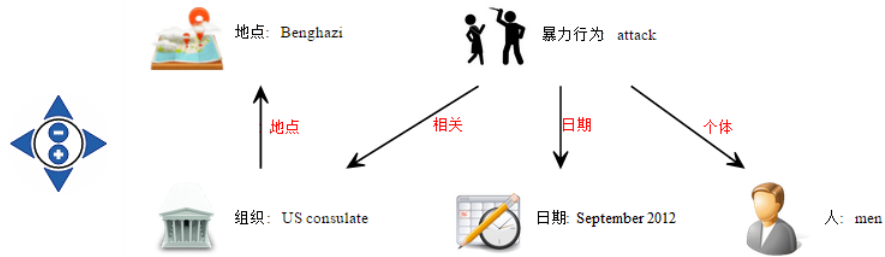 地点: Benghazi
暴力行为 attack
地点
相关
日期
个体
组织: US consulate
日期: September 2012
人: men